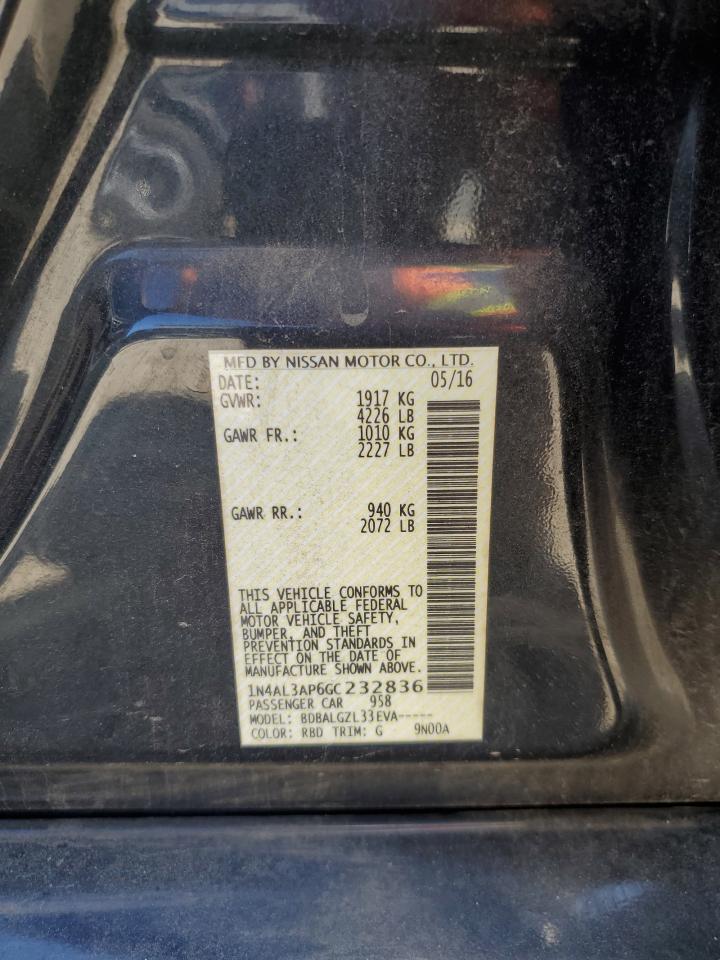 MFD BY NISSAN MOTOR CO., LTD.
DATE: 05/16
GVWR: 1917 KG
4226 LB
GAWR FR.: 1010 KG
2227 LB
GAWR RR.: 940 KG
2072 LB
THIS VEHICLE CONFORMS TO
ALL APPLICABLE FEDERAL
MOTOR VEHICLE SAFETY,
BUMPER, AND THEFT
PREVENTION STANDARDS IN
EFFECT ON THE DATE OF
MANUFACTURE SHOWN ABOVE.
1N4AL3AP6GC232836
PASSENGER CAR 958
MODEL: BDBALGZL33EVA-----
COLOR: RBD TRIM: G 9N00A